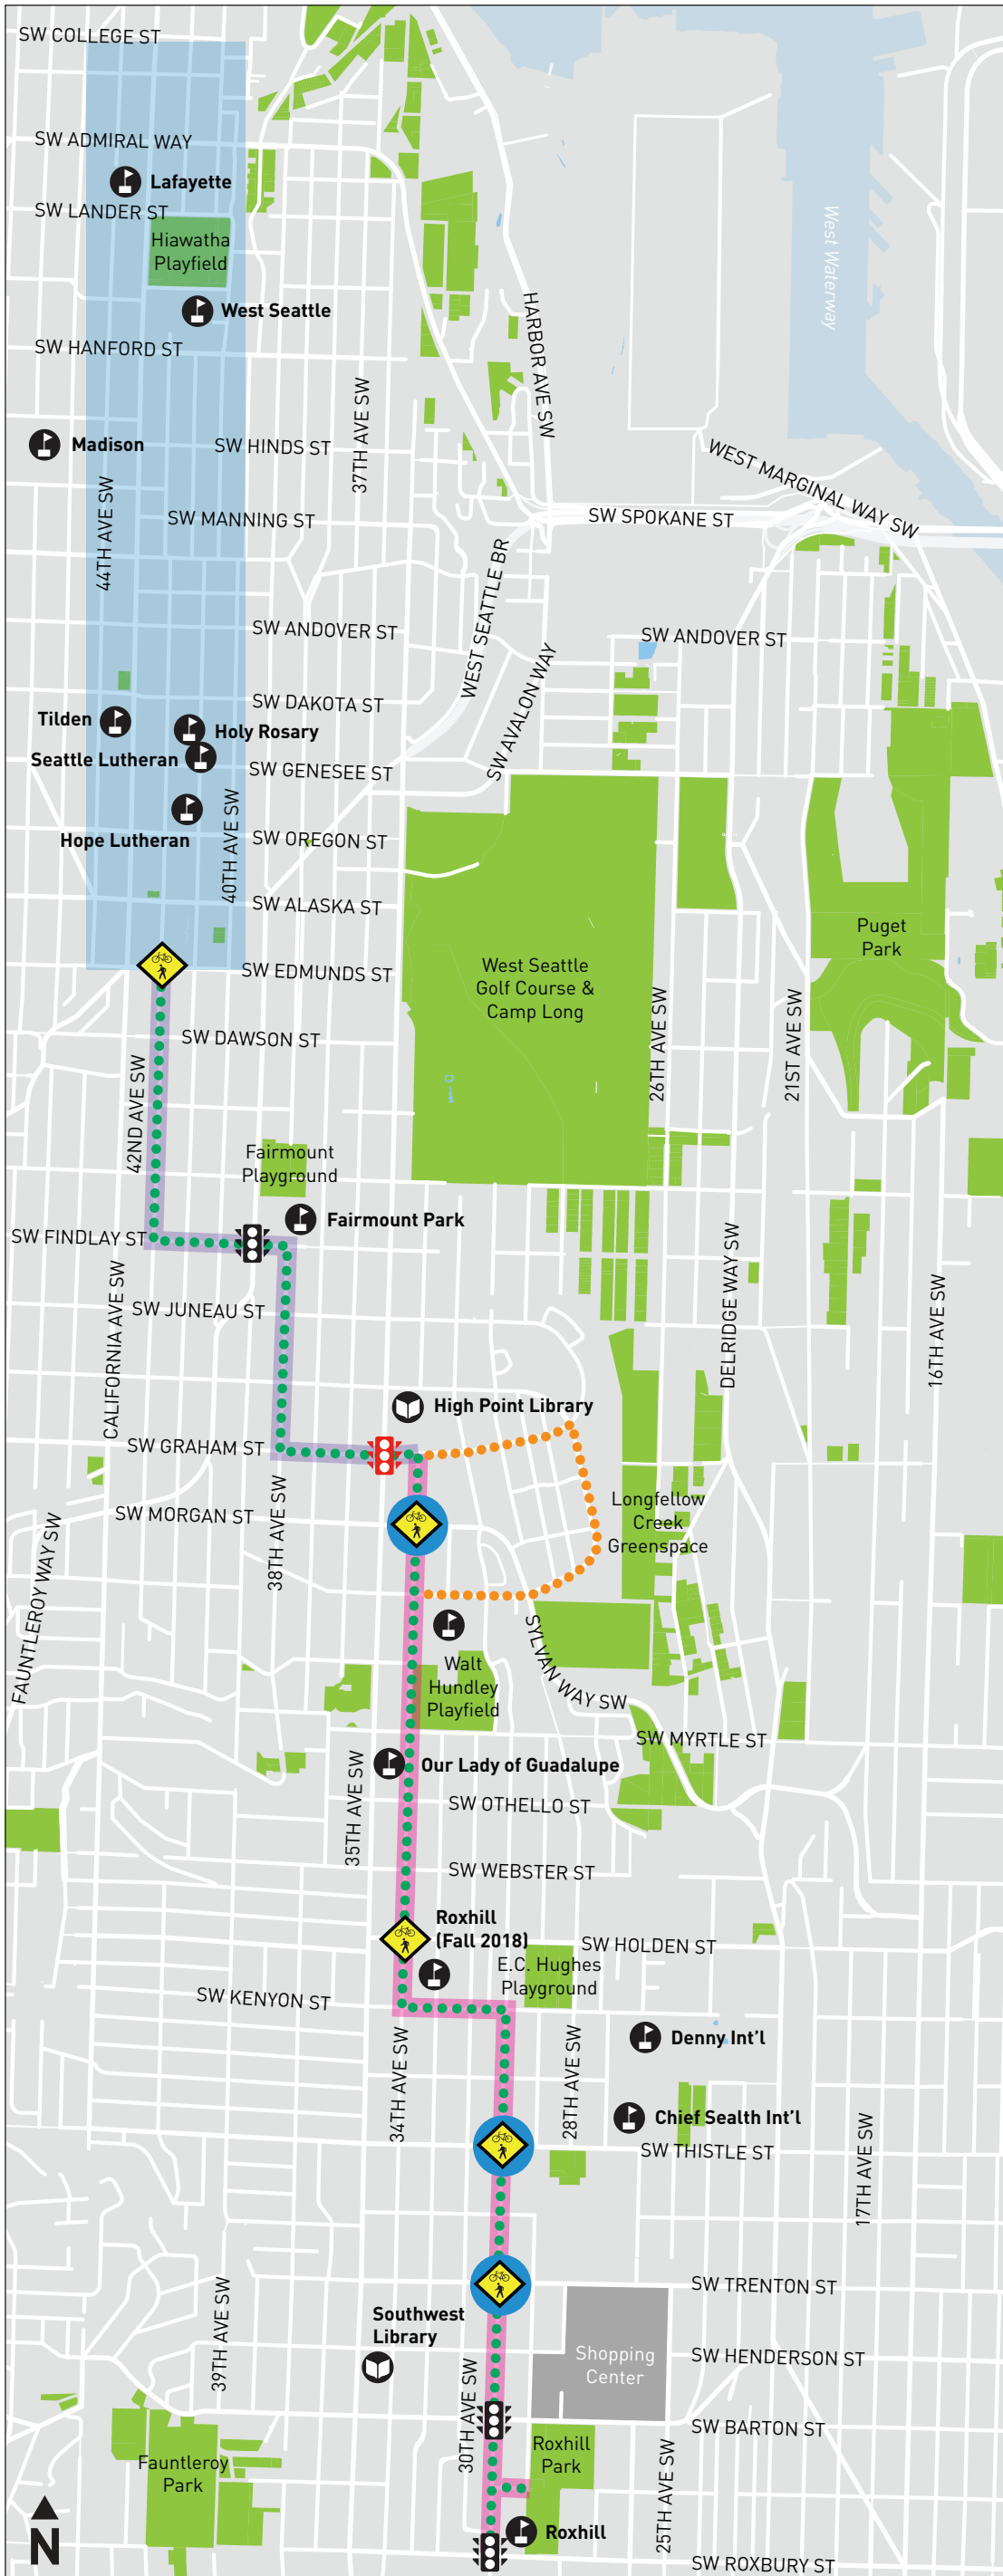 SW COLLEGE ST
SW ADMIRAL WAY
Lafayette
SW LANDER ST
Hiawatha
Playfield
West Waterway
West Seattle
HARBOR AVE SW
SW HANFORD ST
37TH AVE SW
Madison
SW HINDS ST
WEST MARGINAL WAY SW
44TH AVE SW
SW MANNING ST
SW SPOKANE ST
WEST SEATTLE BR
SW ANDOVER ST
SW ANDOVER ST
SW AVALON WAY
SW DAKOTA ST
Tilden
Holy Rosary
Seattle Lutheran
SW GENESEE ST
40TH AVE SW
Hope Lutheran
SW OREGON ST
SW ALASKA ST
Puget
Park
SW EDMUNDS ST
West Seattle
Golf Course &
Camp Long
26TH AVE SW
21ST AVE SW
SW DAWSON ST
42ND AVE SW
Fairmount
Playground
Fairmount Park
SW FINDLAY ST
CALIFORNIA AVE SW
SW JUNEAU ST
DELRIDGE WAY SW
16TH AVE SW
High Point Library
SW GRAHAM ST
38TH AVE SW
SW MORGAN ST
Longfellow
Creek
Greenspace
FAUNTLEROY WAY SW
SYLVAN WAY SW
Walt
Hundley
Playfield
SW MYRTLE ST
35TH AVE SW
Our Lady of Guadalupe
SW OTHELLO ST
SW WEBSTER ST
Roxhill
(Fall 2018)
SW HOLDEN ST
E.C. Hughes
Playground
SW KENYON ST
34TH AVE SW
28TH AVE SW
Denny Int'l
Chief Sealth Int'l
SW THISTLE ST
17TH AVE SW
39TH AVE SW
SW TRENTON ST
Southwest
Library
Shopping
Center
SW HENDERSON ST
30TH AVE SW
SW BARTON ST
Roxhill
Park
25TH AVE SW
Fauntleroy
Park
N
Roxhill
SW ROXBURY ST